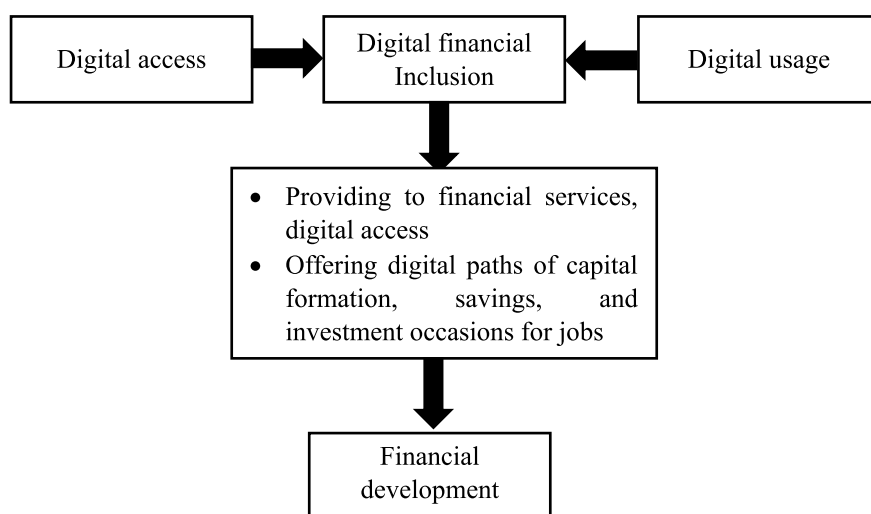 Digital access
Digital financial
Inclusion
Digital usage
• Providing to financial services,
digital access
• Offering digital paths of capital
formation, savings, and
investment occasions for jobs
Financial
development